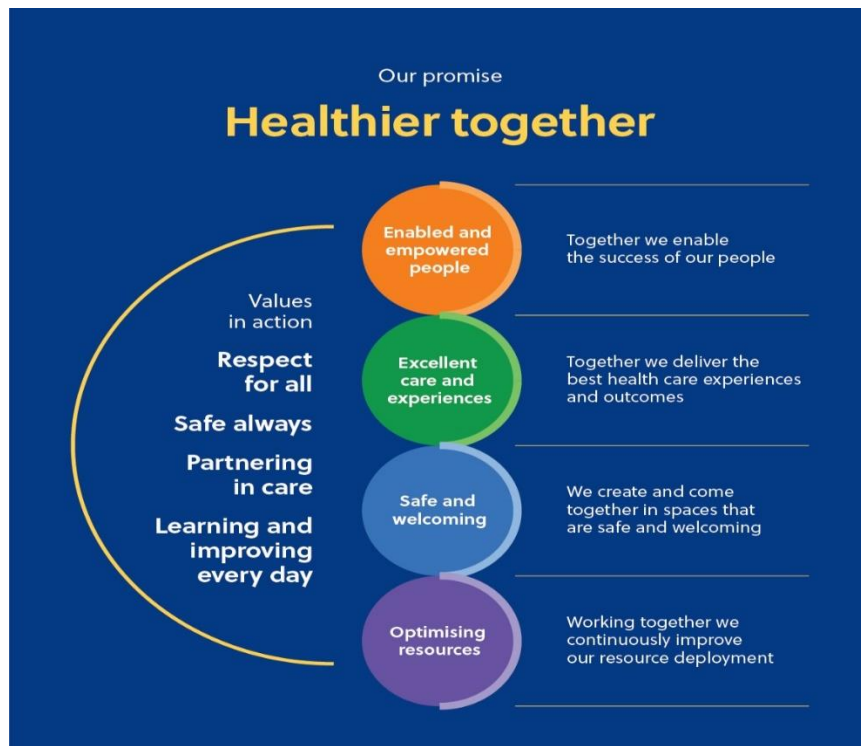 Our promise
Healthier together
Values
in action
Respect
for all
Safe always
Partnering
in care
Learning and
improving
every day
Enabled and
empowered
people
Together we enable
the success of our people
Excellent
care and
experiences
Together we deliver the
best health care experiences
and outcomes
Safe and
welcoming
We create and come
together in spaces that
are safe and welcoming
Optimising
resources
Working together we
continuously improve
our resource deployment